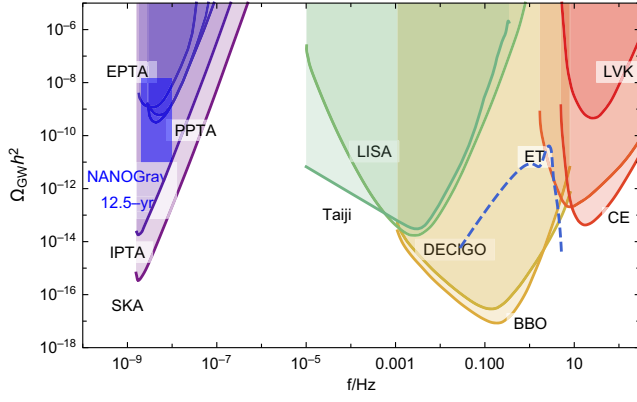 10⁻⁶
10⁻⁸
10⁻¹⁰
10⁻¹²
10⁻¹⁴
10⁻¹⁶
10⁻¹⁸
Ω_GW h²
EPTA
PPTA
NANOGrav
12.5–yr
IPTA
SKA
LISA
Taiji
DECIGO
BBO
ET
LVK
CE
10⁻⁹
10⁻⁷
10⁻⁵
0.001
0.100
10
f/Hz